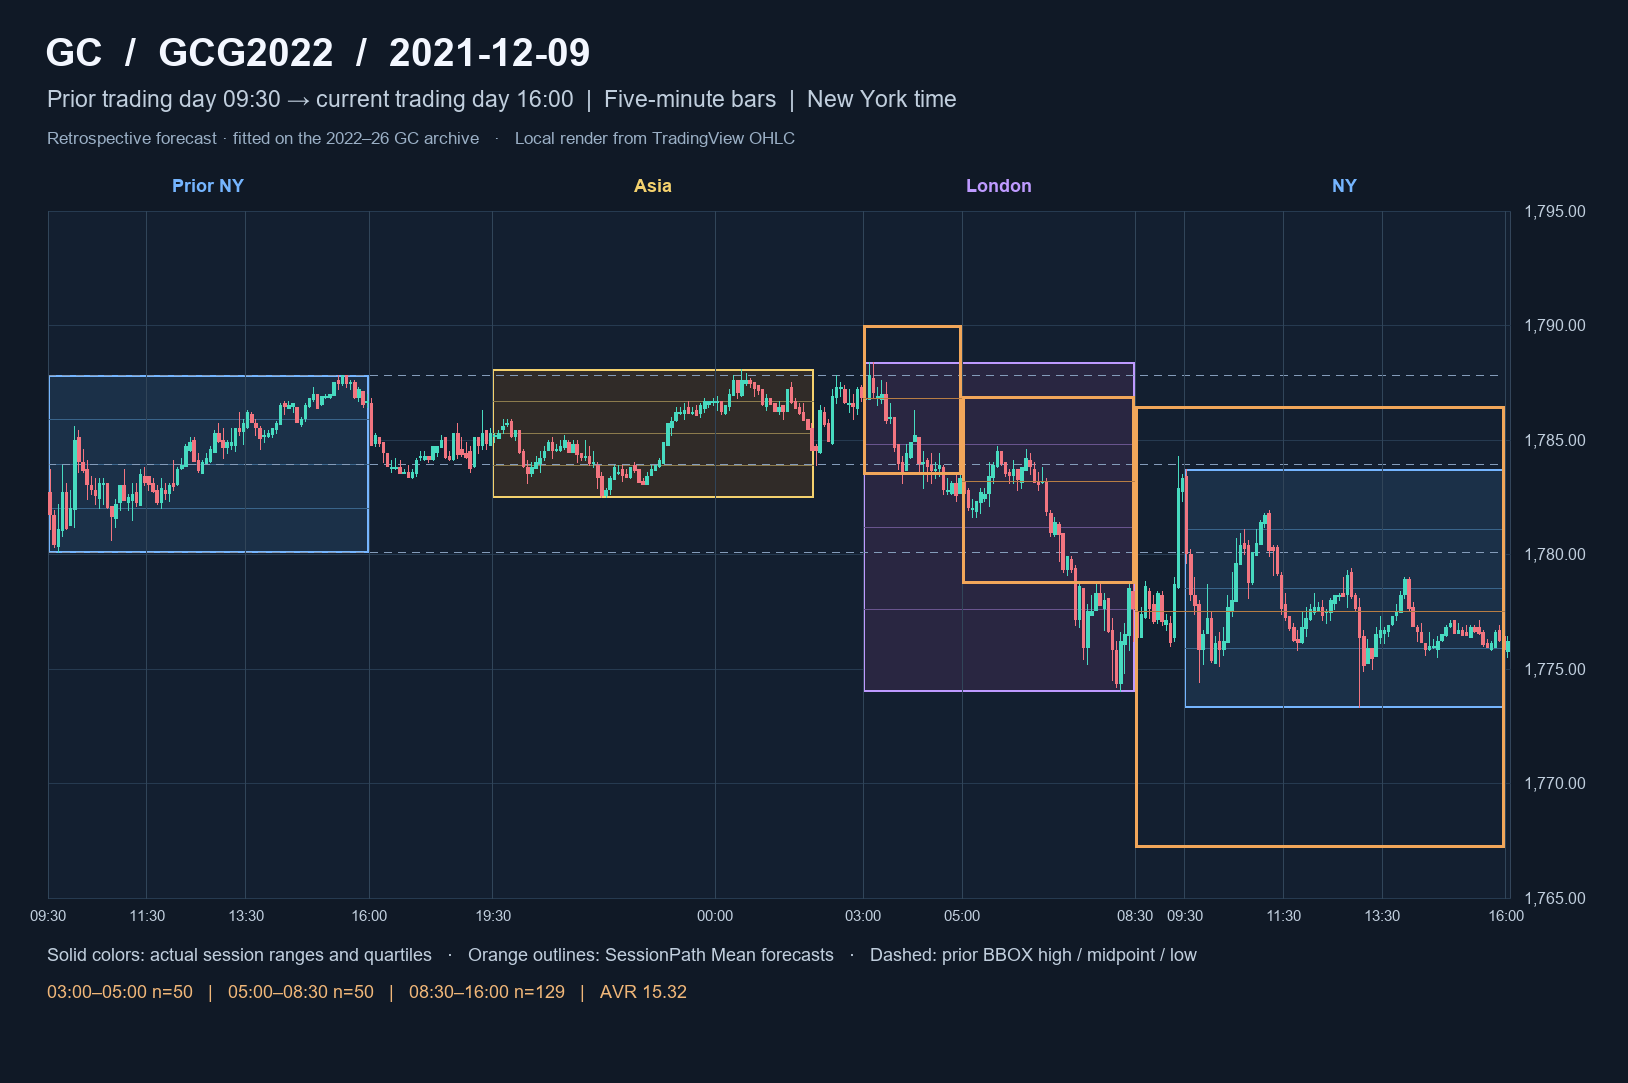 GC / GCG2022 / 2021-12-09
Prior trading day 09:30 → current trading day 16:00 | Five-minute bars | New York time
Retrospective forecast · fitted on the 2022–26 GC archive · Local render from TradingView OHLC
Prior NY Asia London NY
1,795.00
1,790.00
1,785.00
1,780.00
1,775.00
1,770.00
1,765.00
09:30 11:30 13:30 16:00 19:30 00:00 03:00 05:00 08:30 09:30 11:30 13:30 16:00
Solid colors: actual session ranges and quartiles · Orange outlines: SessionPath Mean forecasts · Dashed: prior BBOX high / midpoint / low
03:00–05:00 n=50 | 05:00–08:30 n=50 | 08:30–16:00 n=129 | AVR 15.32